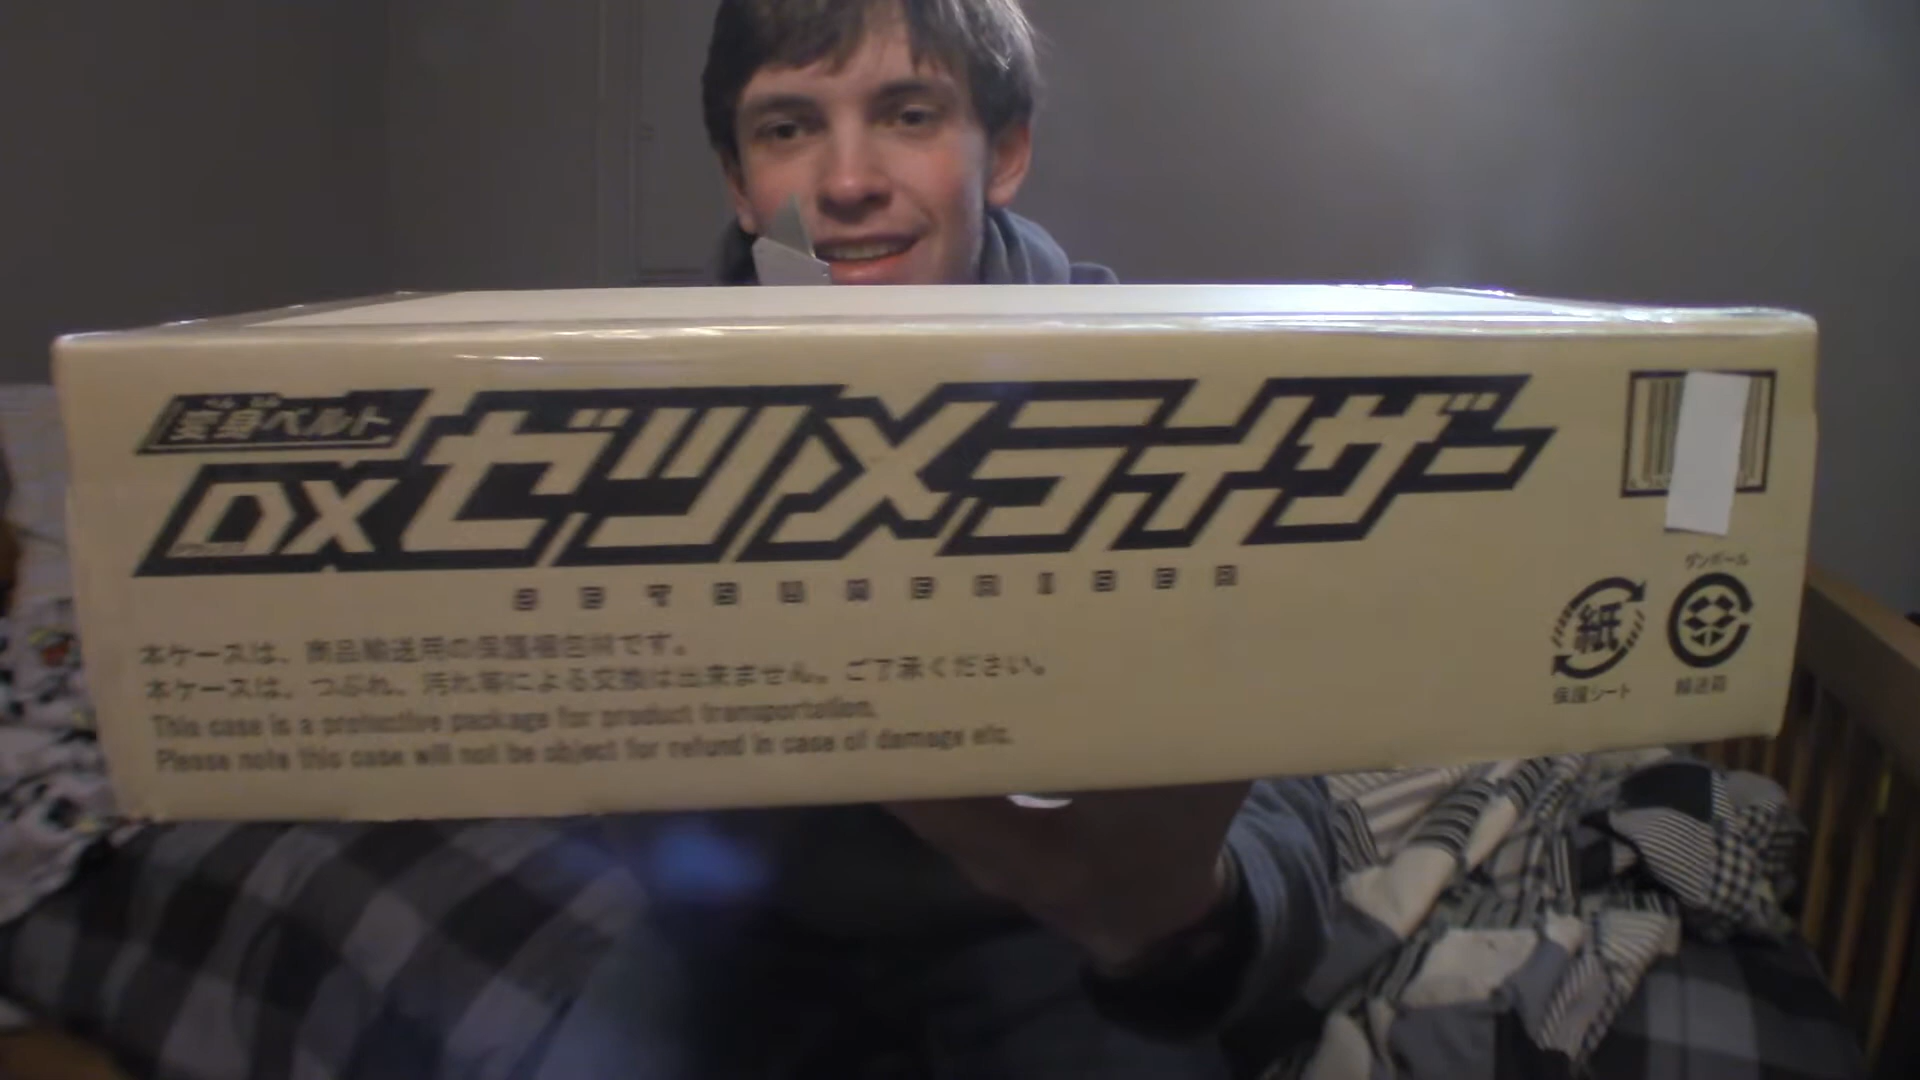 変身ベルト
DXゼツメライザー
本ケースは、商品輸送用の保護梱包材です。
本ケースは、つぶれ、汚れ等による交換は出来ません。ご了承ください。
This case is a protective package for product transportation.
Please note this case will not be object for refund in case of damage etc.
紙
保護シート
ダンボール
輸送箱